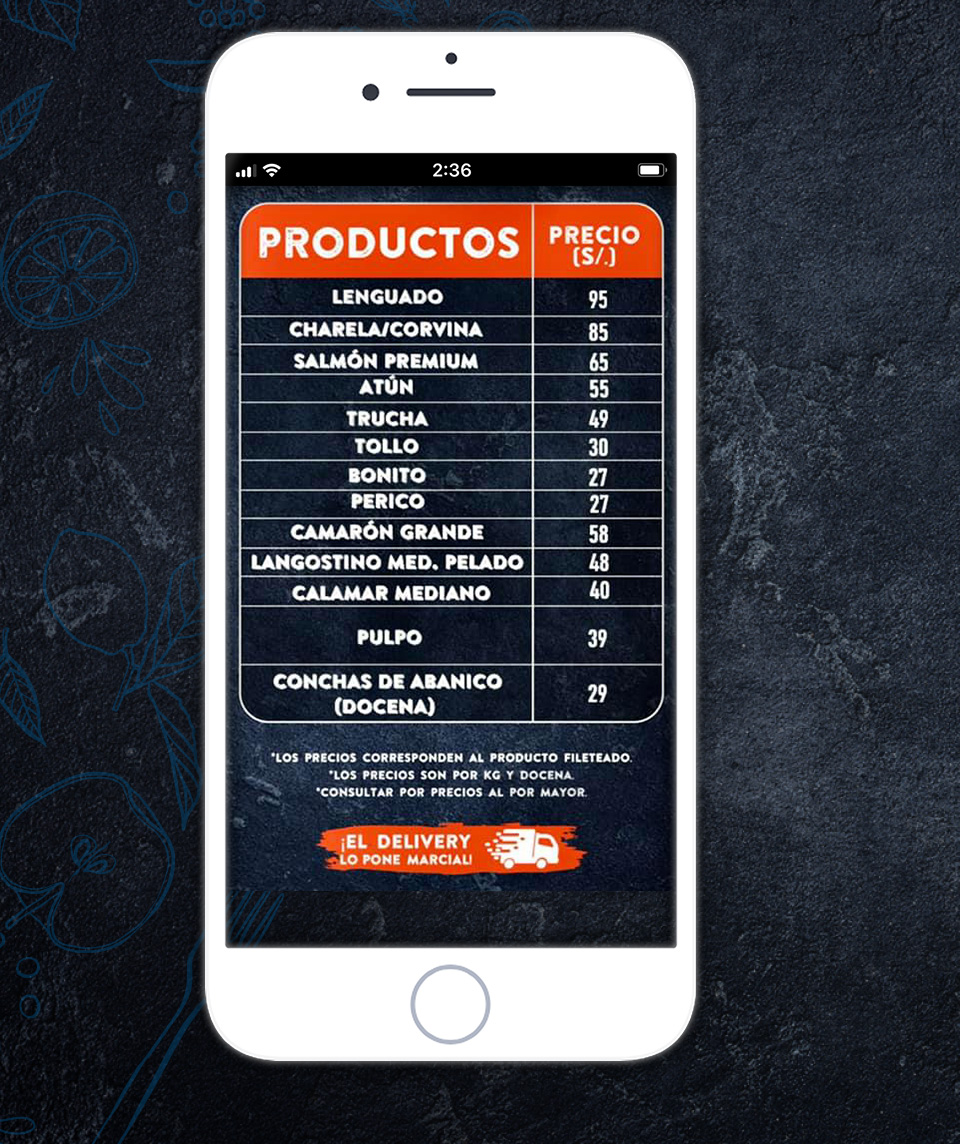 2:36
PRODUCTOS PRECIO (S/.)
LENGUADO 95
CHARELA/CORVINA 85
SALMÓN PREMIUM 65
ATÚN 55
TRUCHA 49
TOLLO 30
BONITO 27
PERICO 27
CAMARÓN GRANDE 58
LANGOSTINO MED. PELADO 48
CALAMAR MEDIANO 40
PULPO 39
CONCHAS DE ABANICO
(DOCENA) 29
*LOS PRECIOS CORRESPONDEN AL PRODUCTO FILETEADO.
*LOS PRECIOS SON POR KG Y DOCENA.
*CONSULTAR POR PRECIOS AL POR MAYOR.
¡EL DELIVERY
LO PONE MARCIAL!